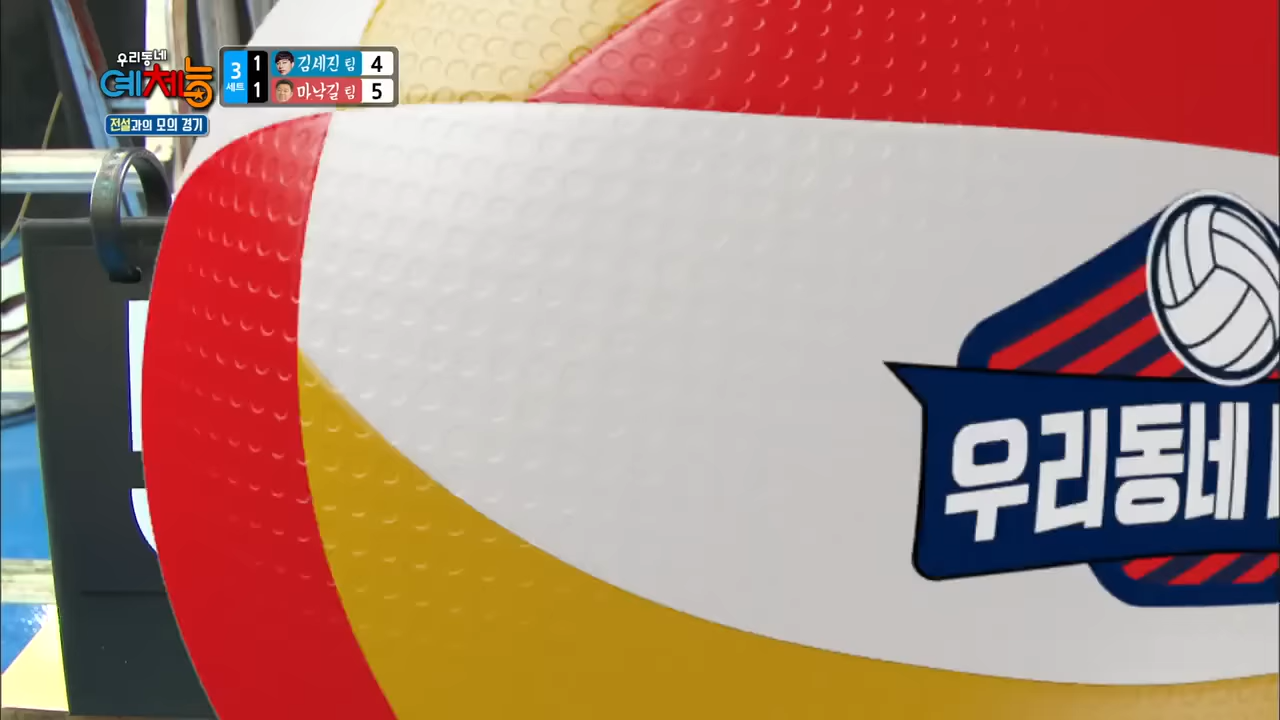 우리동네
예체능
전설과의 모의 경기
3
세트
1 김세진 팀 4
1 마낙길 팀 5
우리동네